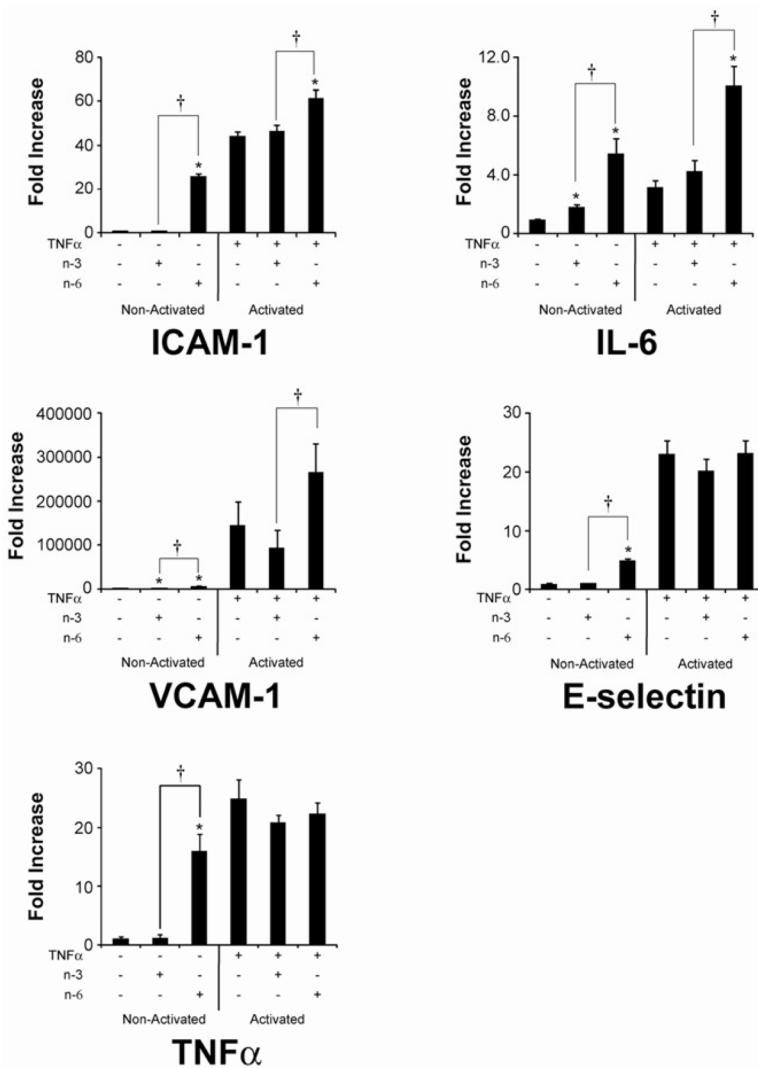 †
†
Fold Increase
80
60
40
20
0
*
*
TNFα - - - + + +
n-3 - + - - + -
n-6 - - + - - +
Non-Activated Activated
ICAM-1
†
†
Fold Increase
12.0
8.0
4.0
0
*
*
*
TNFα - - - + + +
n-3 - + - - + -
n-6 - - + - - +
Non-Activated Activated
IL-6
†
†
Fold Increase
400000
300000
200000
100000
0
* *
TNFα - - - + + +
n-3 - + - - + -
n-6 - - + - - +
Non-Activated Activated
VCAM-1
†
Fold Increase
30
20
10
0
*
TNFα - - - + + +
n-3 - + - - + -
n-6 - - + - - +
Non-Activated Activated
E-selectin
†
Fold Increase
30
20
10
0
*
TNFα - - - + + +
n-3 - + - - + -
n-6 - - + - - +
Non-Activated Activated
TNFα